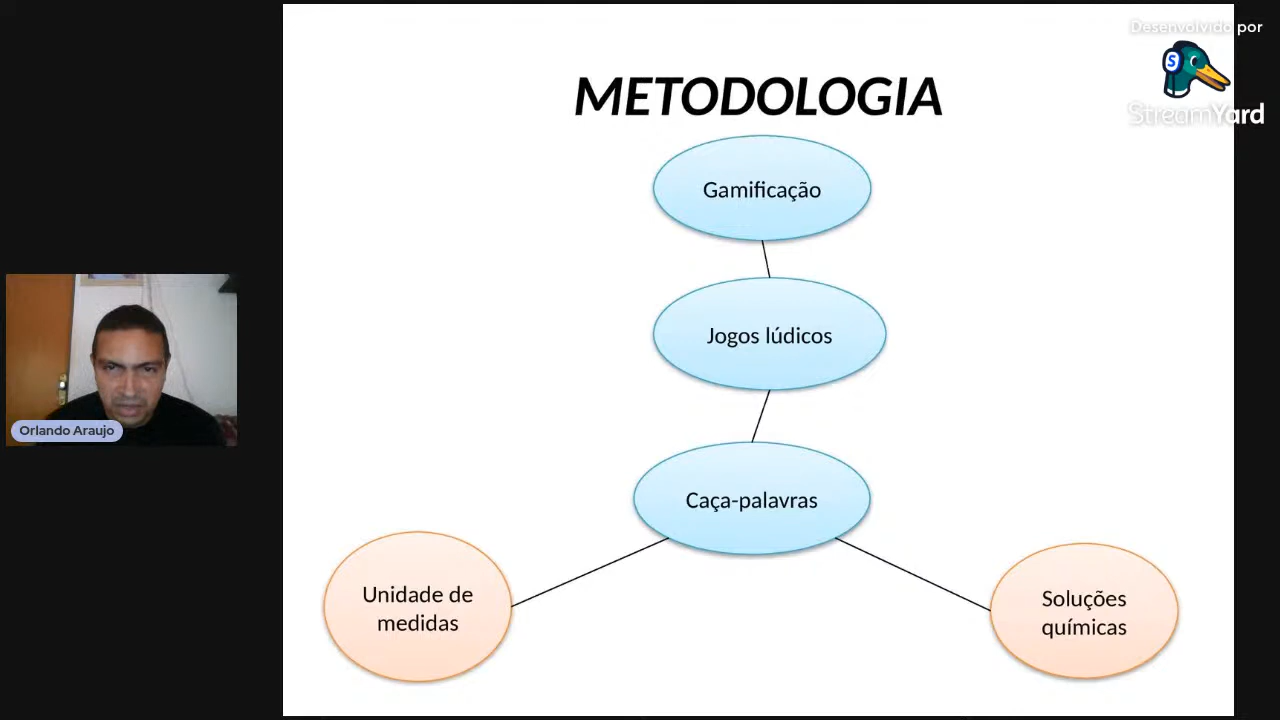 Desenvolvido por
StreamYard
METODOLOGIA
Gamificação
Jogos lúdicos
Caça-palavras
Unidade de
medidas
Soluções
químicas
Orlando Araujo
S